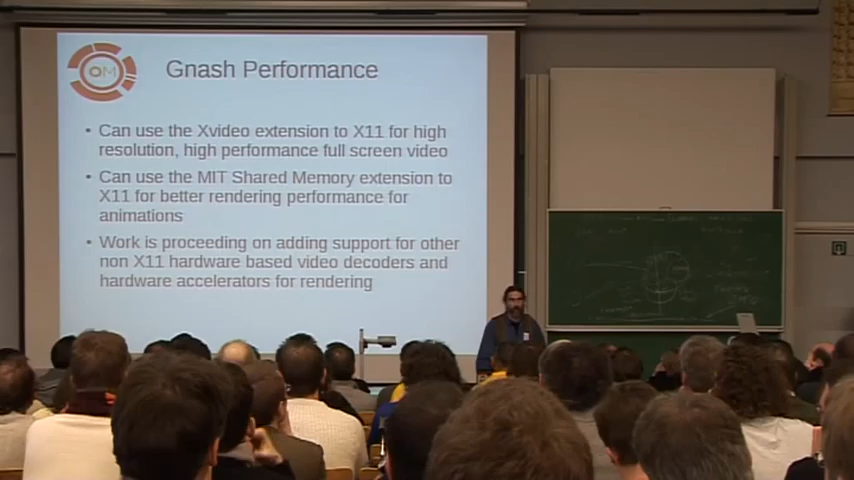 OM
Gnash Performance
• Can use the Xvideo extension to X11 for high
resolution, high performance full screen video
• Can use the MIT Shared Memory extension to
X11 for better rendering performance for
animations
• Work is proceeding on adding support for other
non X11 hardware based video decoders and
hardware accelerators for rendering